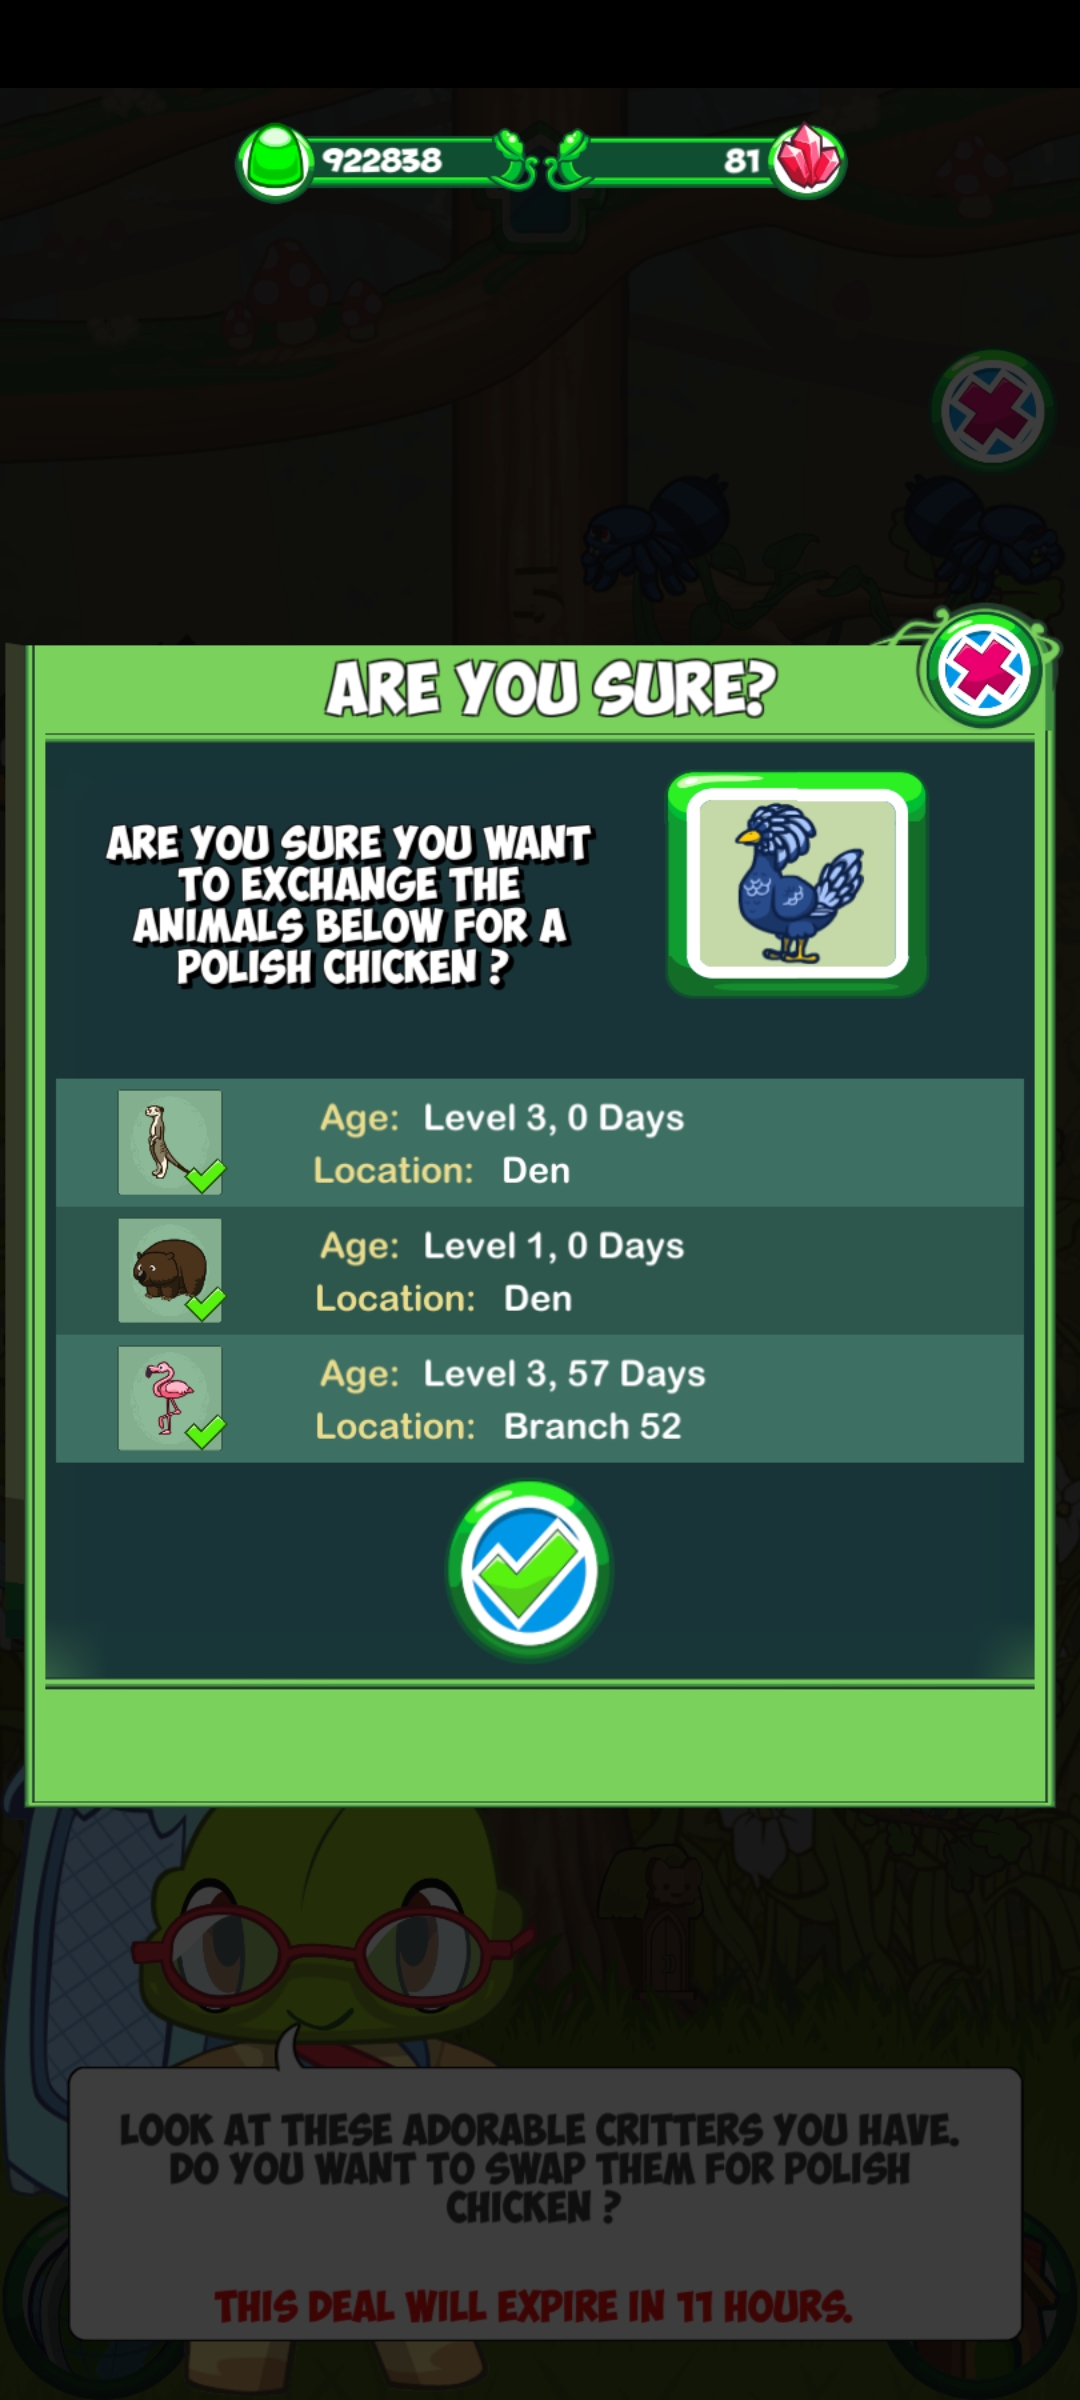 922838
81
ARE YOU SURE?
ARE YOU SURE YOU WANT
TO EXCHANGE THE
ANIMALS BELOW FOR A
POLISH CHICKEN ?
Age: Level 3, 0 Days
Location: Den
Age: Level 1, 0 Days
Location: Den
Age: Level 3, 57 Days
Location: Branch 52
LOOK AT THESE ADORABLE CRITTERS YOU HAVE.
DO YOU WANT TO SWAP THEM FOR POLISH
CHICKEN ?
THIS DEAL WILL EXPIRE IN 11 HOURS.